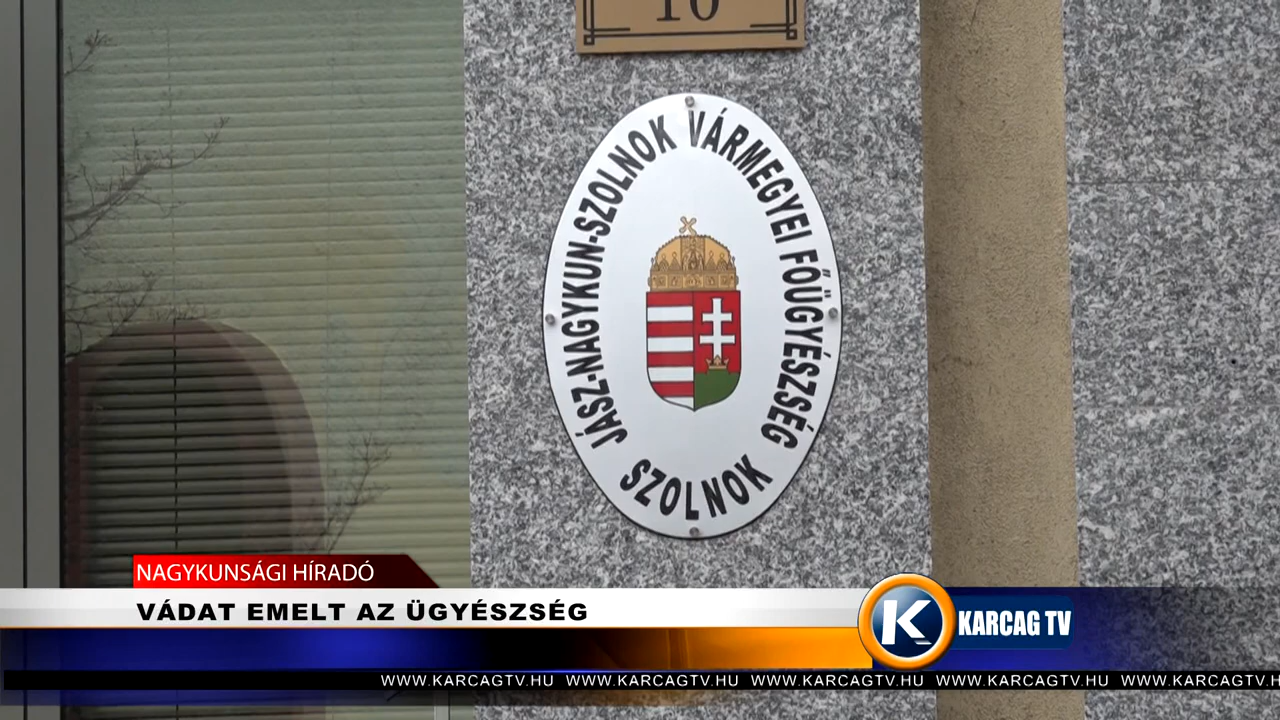 10
JÁSZ-NAGYKUN-SZOLNOK VÁRMEGYEI FŐÜGYÉSZSÉG
SZOLNOK
NAGYKUNSÁGI HÍRADÓ
VÁDAT EMELT AZ ÜGYÉSZSÉG
K KARCAG TV
WWW.KARCAGTV.HU WWW.KARCAGTV.HU WWW.KARCAGTV.HU WWW.KARCAGTV.HU WWW.KARCAGTV.HU